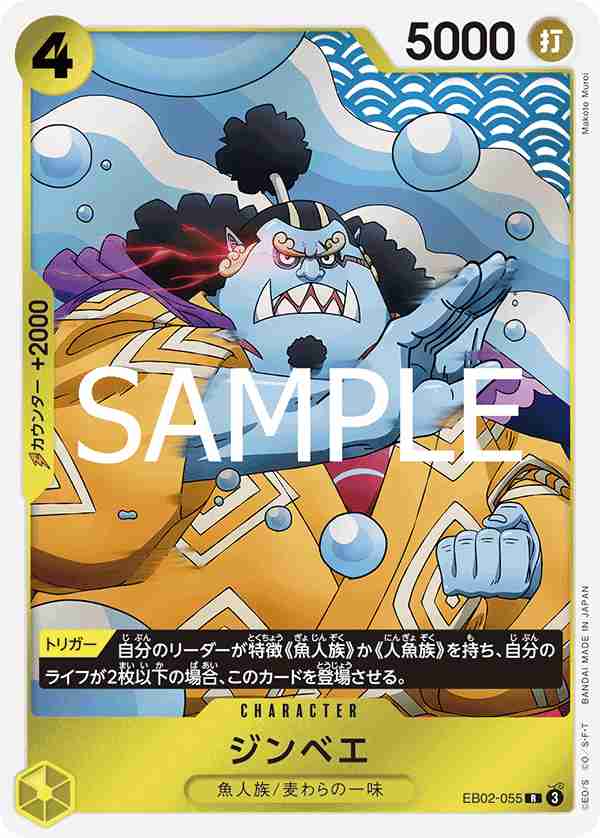 4
5000 打
Makoto Muroi
カウンター +2000
SAMPLE
トリガー 自分のリーダーが特徴《魚人族》か《人魚族》を持ち、自分の
ライフが2枚以下の場合、このカードを登場させる。
CHARACTER
ジンベエ
魚人族/麦わらの一味
©ED/S ©O/S・F・T BANDAI MADE IN JAPAN
EB02-055 R 3